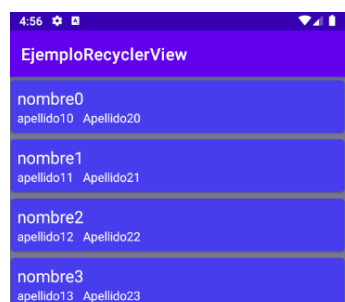 4:56
EjemploRecyclerView
nombre0
apellido10 Apellido20
nombre1
apellido11 Apellido21
nombre2
apellido12 Apellido22
nombre3
apellido13 Apellido23